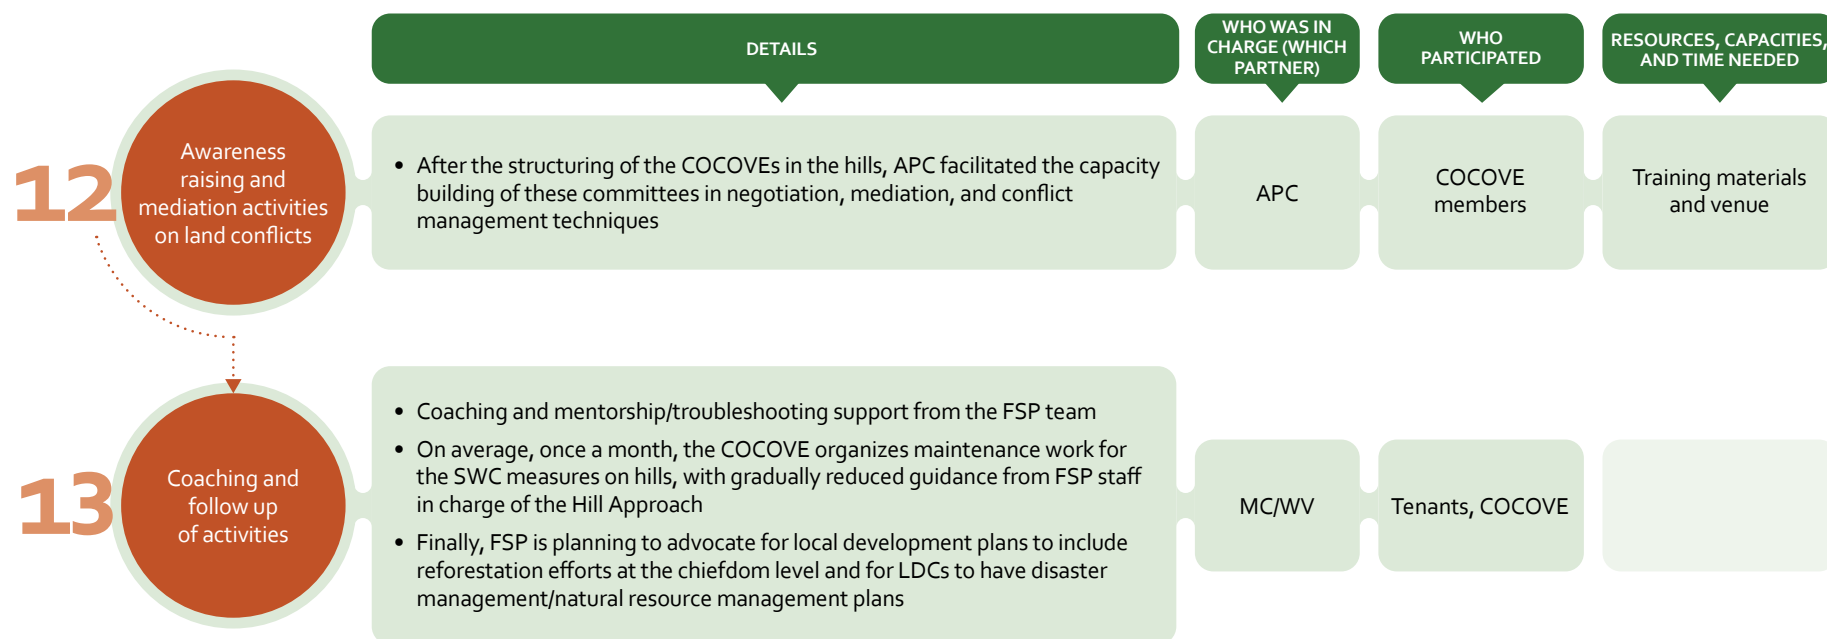 DETAILS
WHO WAS IN
CHARGE (WHICH
PARTNER)
WHO
PARTICIPATED
RESOURCES, CAPACITIES,
AND TIME NEEDED
12
Awareness
raising and
mediation activities
on land conflicts
• After the structuring of the COCOVEs in the hills, APC facilitated the capacity
building of these committees in negotiation, mediation, and conflict
management techniques
APC
COCOVE
members
Training materials
and venue
13
Coaching and
follow up
of activities
• Coaching and mentorship/troubleshooting support from the FSP team
• On average, once a month, the COCOVE organizes maintenance work for
the SWC measures on hills, with gradually reduced guidance from FSP staff
in charge of the Hill Approach
• Finally, FSP is planning to advocate for local development plans to include
reforestation efforts at the chiefdom level and for LDCs to have disaster
management/natural resource management plans
MC/WV
Tenants, COCOVE